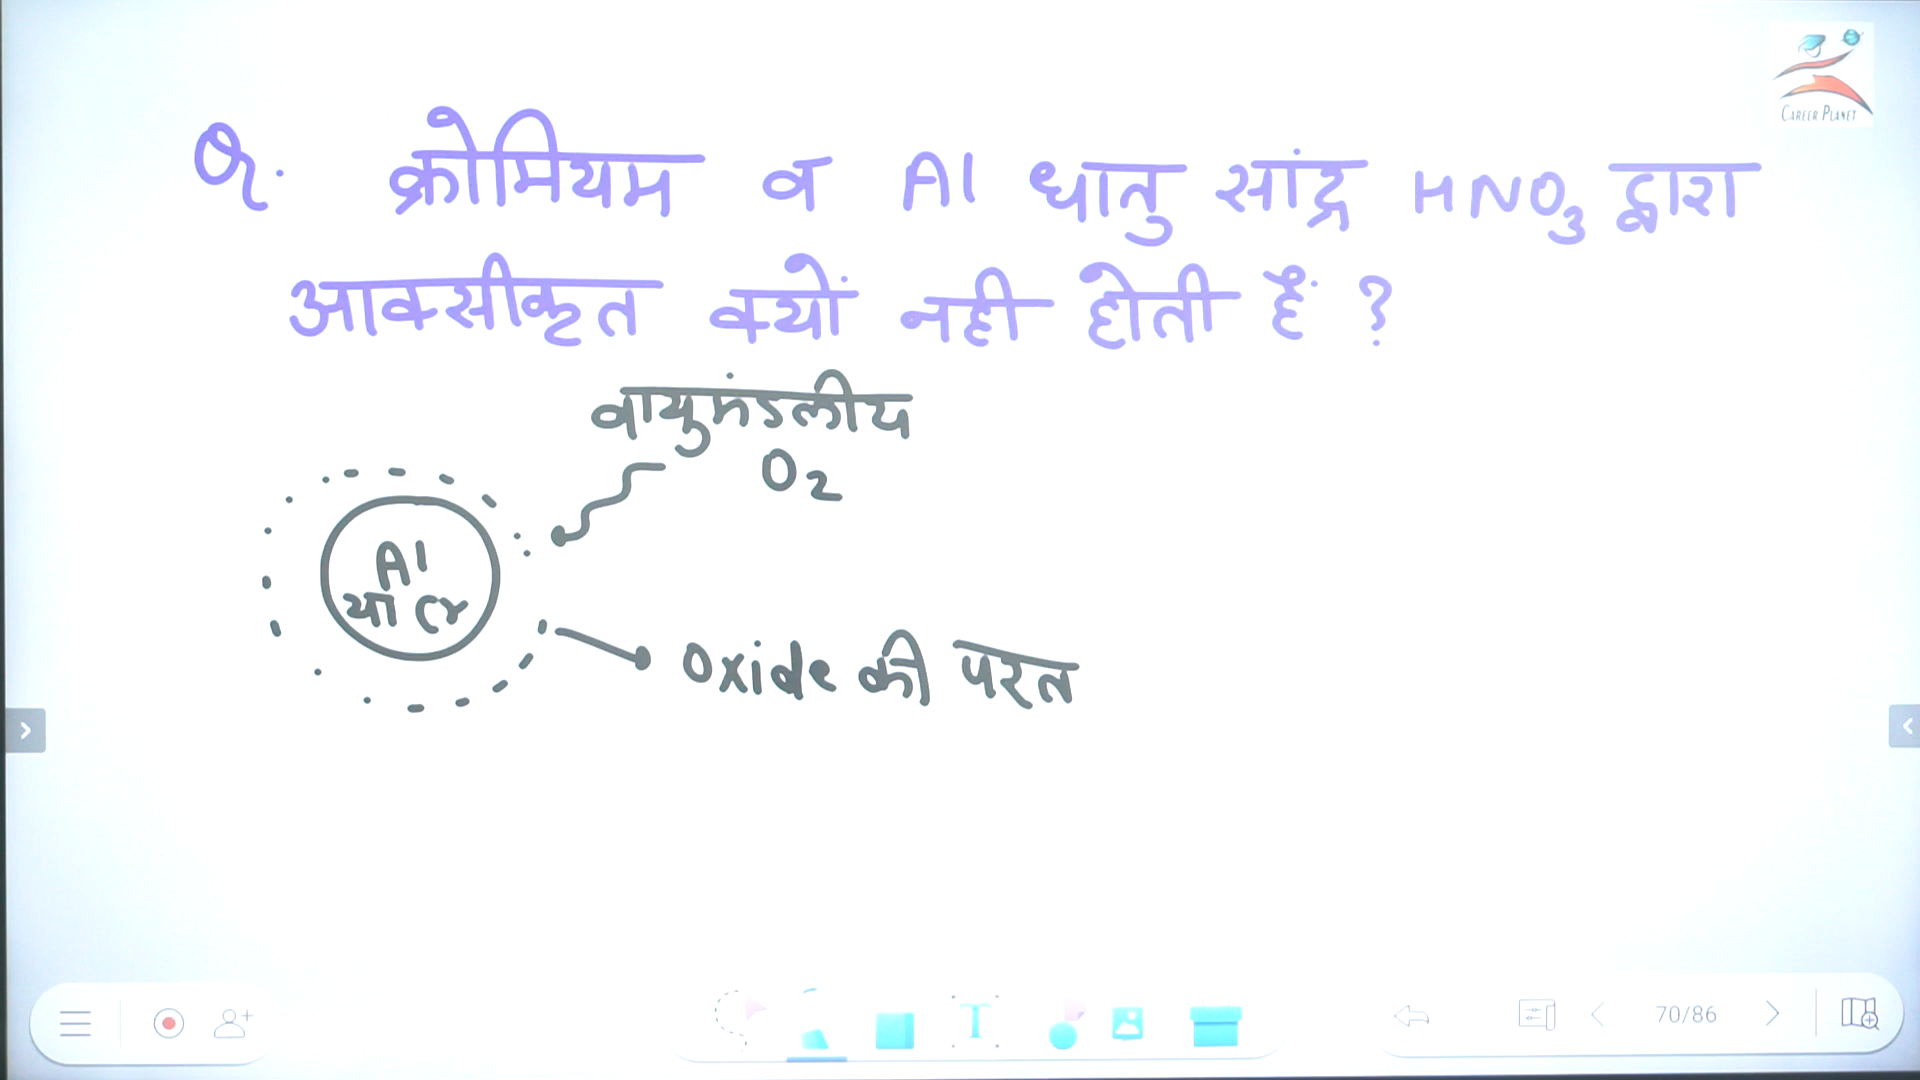 CAREER PLANET
Q. क्रोमियम व Al धातु सांद्र HNO3 द्वारा
आक्सीकृत क्यों नही होती हैं ?
वायुमंडलीय
O2
Al
या Cr
Oxide की परत
T
70/86